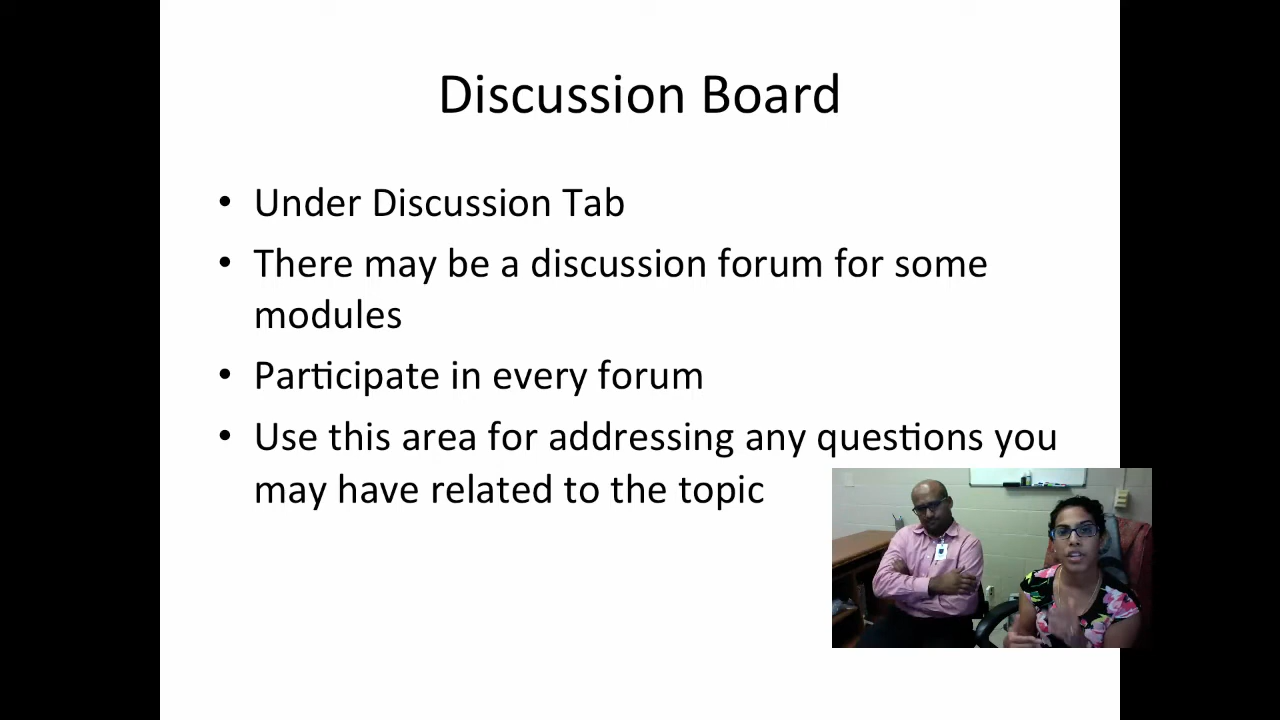 Discussion Board
• Under Discussion Tab
• There may be a discussion forum for some
modules
• Participate in every forum
• Use this area for addressing any questions you
may have related to the topic